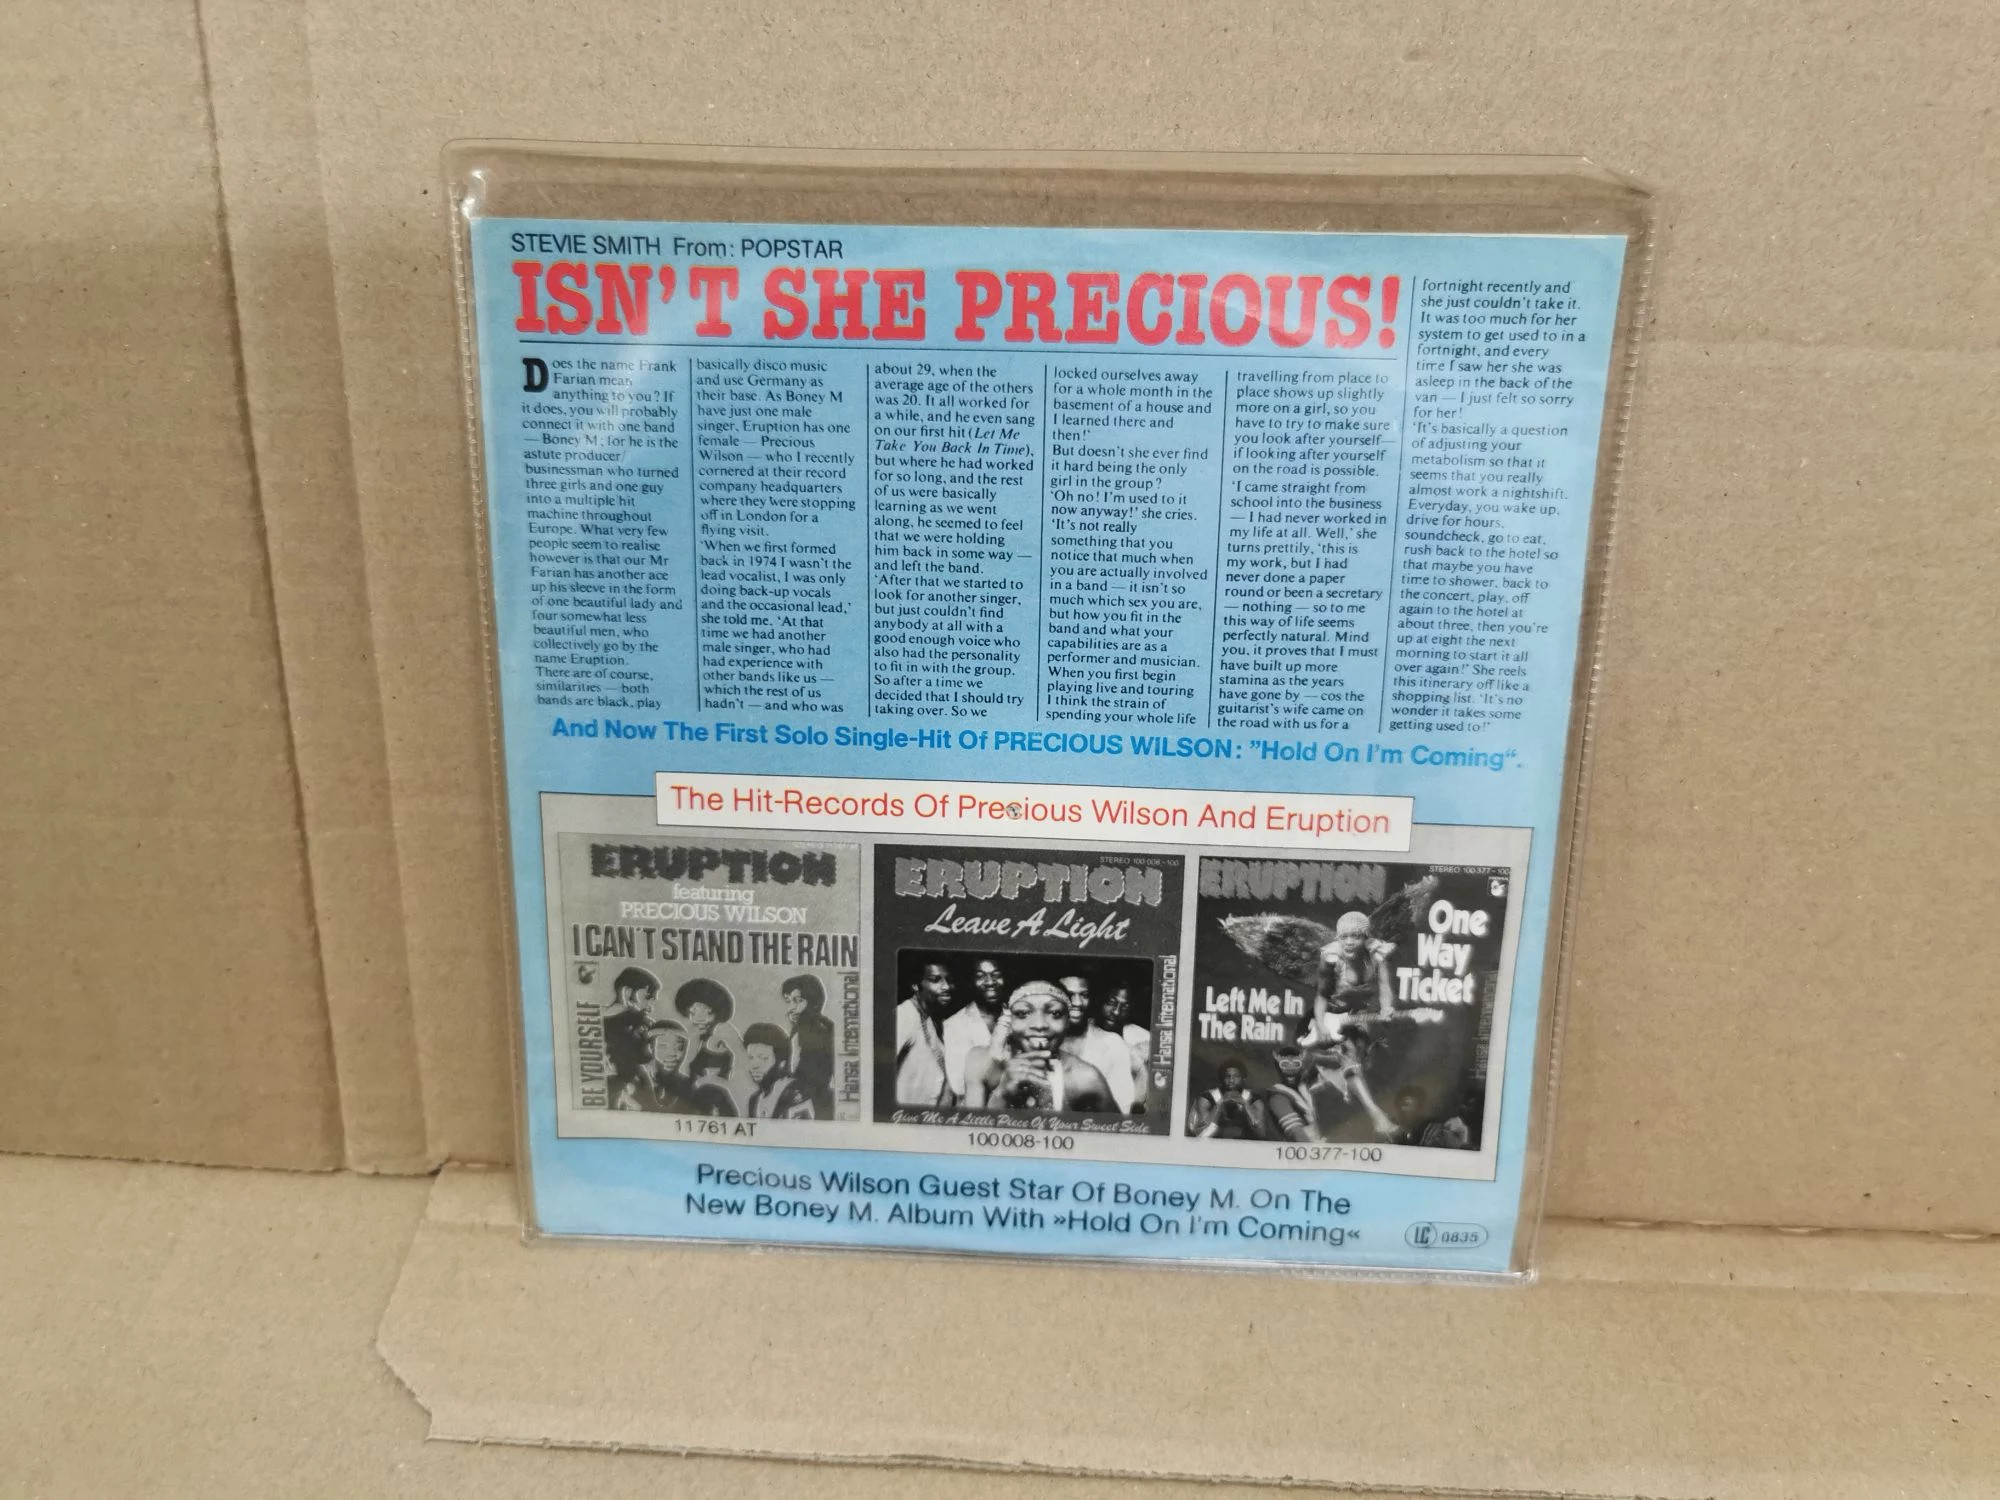 STEVIE SMITH From: POPSTAR
ISN'T SHE PRECIOUS!
Does the name Frank
Farian mean
anything to you? If
it does, you will probably
connect it with one band
— Boney M; for he is the
astute producer/
businessman who turned
three girls and one guy
into a multiple hit
machine throughout
Europe. What very few
people seem to realise
however is that our Mr
Farian has another ace
up his sleeve in the form
of one beautiful lady and
four somewhat less
beautiful men, who
collectively go by the
name Eruption.
There are of course,
similarities — both
bands are black, play
basically disco music
and use Germany as
their base. As Boney M
have just one male
singer, Eruption has one
female — Precious
Wilson — who I recently
cornered at their record
company headquarters
where they were stopping
off in London for a
flying visit.
'When we first formed
back in 1974 I wasn't the
lead vocalist, I was only
doing back-up vocals
and the occasional lead,'
she told me. 'At that
time we had another
male singer, who had
had experience with
other bands like us —
which the rest of us
hadn't — and who was
about 29, when the
average age of the others
was 20. It all worked for
a while, and he even sang
on our first hit (Let Me
Take You Back In Time),
but where he had worked
for so long, and the rest
of us were basically
learning as we went
along, he seemed to feel
that we were holding
him back in some way —
and left the band.
'After that we started to
look for another singer,
but just couldn't find
anybody at all with a
good enough voice who
also had the personality
to fit in with the group.
So after a time we
decided that I should try
taking over. So we
locked ourselves away
for a whole month in the
basement of a house and
I learned there and
then!'
But doesn't she ever find
it hard being the only
girl in the group?
'Oh no! I'm used to it
now anyway!' she cries.
'It's not really
something that you
notice that much when
you are actually involved
in a band — it isn't so
much which sex you are,
but how you fit in the
band and what your
capabilities are as a
performer and musician.
When you first begin
playing live and touring
I think the strain of
spending your whole life
travelling from place to
place shows up slightly
more on a girl, so you
have to try to make sure
you look after yourself—
if looking after yourself
on the road is possible.
'I came straight from
school into the business
— I had never worked in
my life at all. Well,' she
turns prettily, 'this is
my work, but I had
never done a paper
round or been a secretary
— nothing — so to me
this way of life seems
perfectly natural. Mind
you, it proves that I must
have built up more
stamina as the years
have gone by — cos the
guitarist's wife came on
the road with us for a
fortnight recently and
she just couldn't take it.
It was too much for her
system to get used to in a
fortnight, and every
time I saw her she was
asleep in the back of the
van — I just felt so sorry
for her!
'It's basically a question
of adjusting your
metabolism so that it
seems that you really
almost work a nightshift.
Everyday, you wake up,
drive for hours,
soundcheck, go to eat,
rush back to the hotel so
that maybe you have
time to shower, back to
the concert, play, off
again to the hotel at
about three, then you're
up at eight the next
morning to start it all
over again!' She reels
this itinerary off like a
shopping list. 'It's no
wonder it takes some
getting used to!'
And Now The First Solo Single-Hit Of PRECIOUS WILSON: "Hold On I'm Coming“.
The Hit-Records Of Precious Wilson And Eruption
ERUPTION
featuring
PRECIOUS WILSON
I CAN'T STAND THE RAIN
BE YOURSELF
Hansa International
11 761 AT
STEREO 100 008-100
ERUPTION
Leave A Light
Hansa International
Give Me A Little Piece Of Your Sweet Side
100 008-100
STEREO 100 377-100
ERUPTION
One
Way
Ticket
Left Me In
The Rain
100 377-100
Precious Wilson Guest Star Of Boney M. On The
New Boney M. Album With »Hold On I'm Coming«
LC 0835